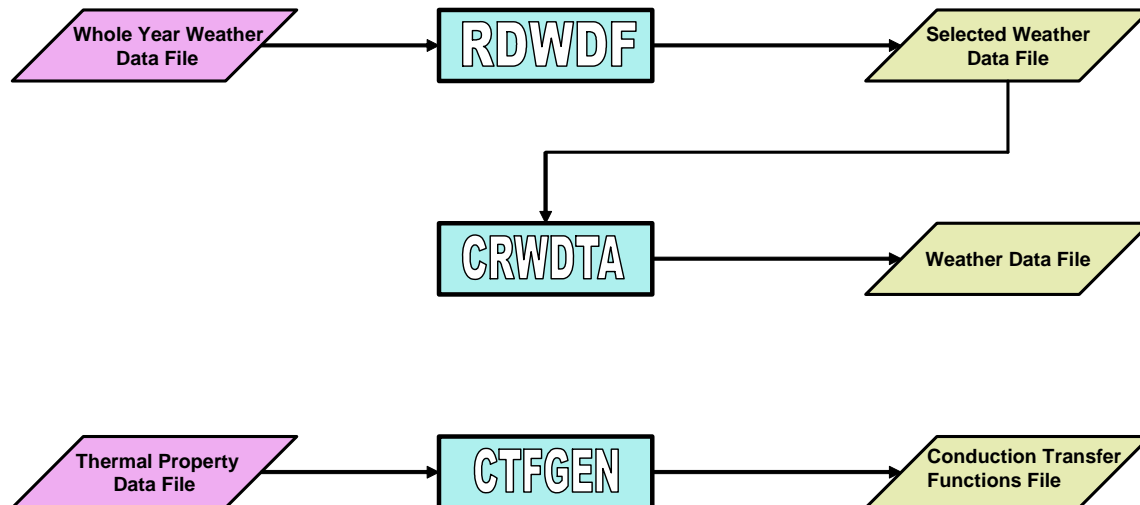 Whole Year Weather
Data File
RDWDF
Selected Weather
Data File
CRWDTA
Weather Data File
Thermal Property
Data File
CTFGEN
Conduction Transfer
Functions File